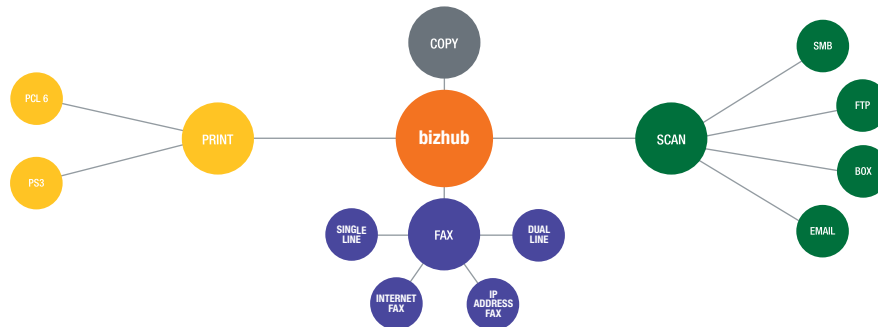 COPY
bizhub
PRINT
PCL 6
PS3
SCAN
SMB
FTP
BOX
EMAIL
FAX
SINGLE
LINE
DUAL
LINE
INTERNET
FAX
IP
ADDRESS
FAX